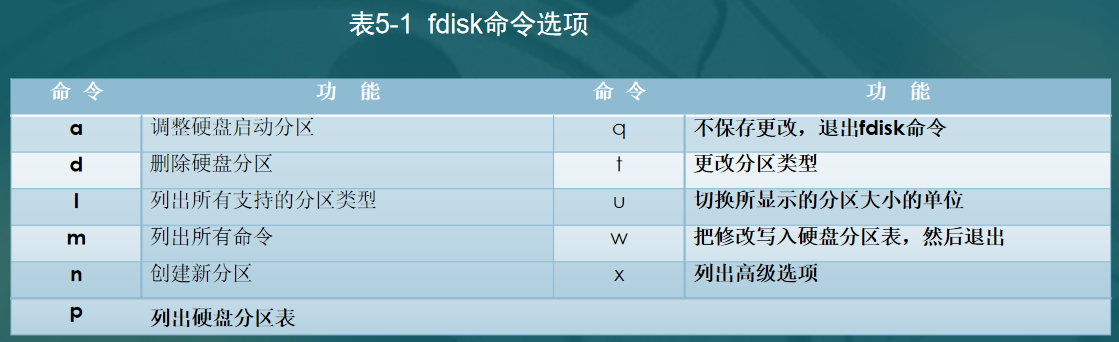 表5-1 fdisk命令选项
命 令 功 能 命 令 功 能
a 调整硬盘启动分区 q 不保存更改，退出fdisk命令
d 删除硬盘分区 t 更改分区类型
l 列出所有支持的分区类型 u 切换所显示的分区大小的单位
m 列出所有命令 w 把修改写入硬盘分区表，然后退出
n 创建新分区 x 列出高级选项
p 列出硬盘分区表